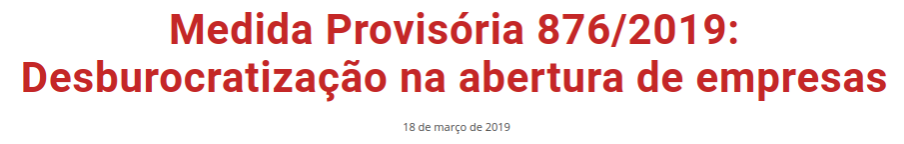 Medida Provisória 876/2019:
Desburocratização na abertura de empresas
18 de março de 2019